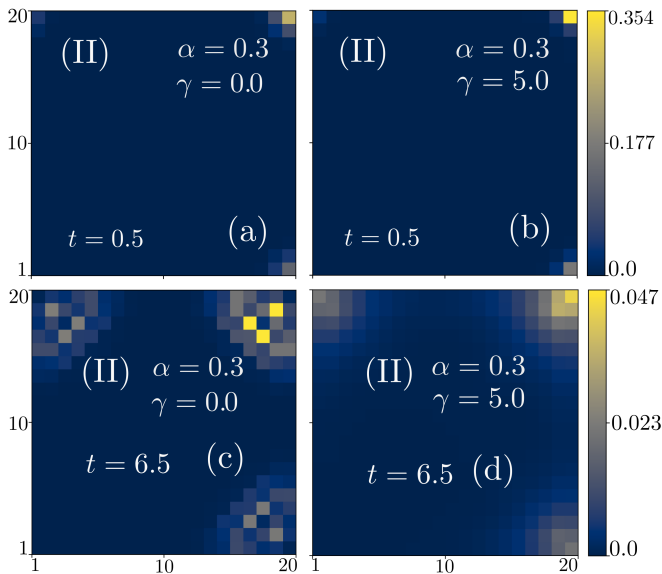 20
(II)
α = 0.3
γ = 0.0
10
t = 0.5
(a)
1
(II)
α = 0.3
γ = 5.0
t = 0.5
(b)
0.354
0.177
0.0
20
(II)
α = 0.3
γ = 0.0
10
t = 6.5
(c)
1
1
10
20
(II)
α = 0.3
γ = 5.0
t = 6.5
(d)
1
10
20
0.047
0.023
0.0